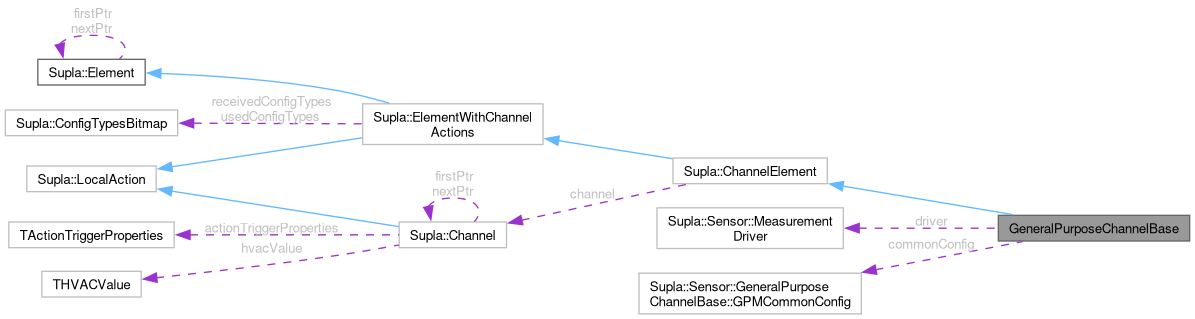 firstPtr
nextPtr
Supla::Element
receivedConfigTypes
usedConfigTypes
Supla::ConfigTypesBitmap
Supla::ElementWithChannel
Actions
Supla::LocalAction
Supla::ChannelElement
firstPtr
nextPtr
channel
TActionTriggerProperties
actionTriggerProperties
Supla::Channel
hvacValue
THVACValue
Supla::Sensor::Measurement
Driver
driver
GeneralPurposeChannelBase
commonConfig
Supla::Sensor::GeneralPurpose
ChannelBase::GPMCommonConfig